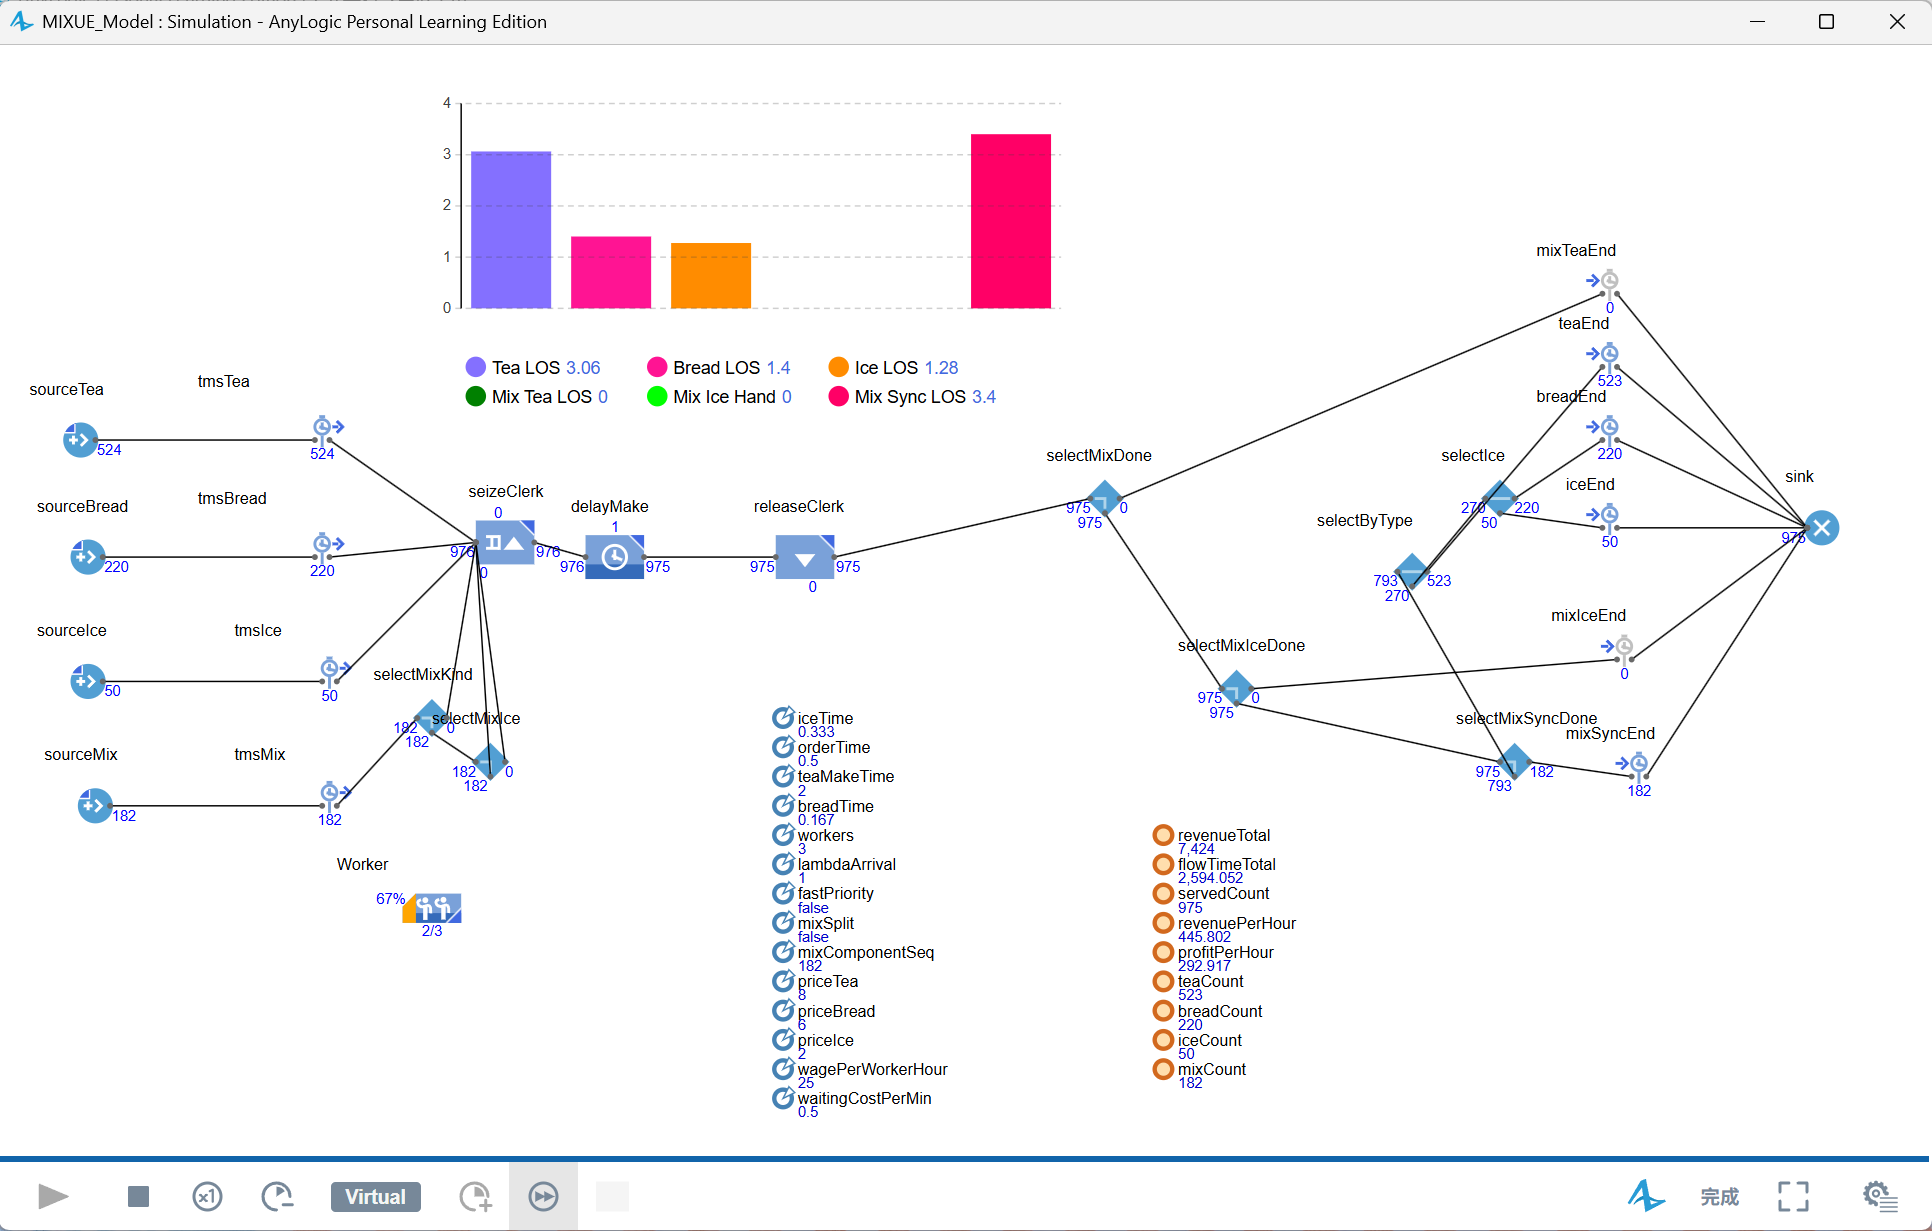 MIXUE_Model : Simulation - AnyLogic Personal Learning Edition
4
3
2
1
0
Tea LOS 3.06
Bread LOS 1.4
Ice LOS 1.28
Mix Tea LOS 0
Mix Ice Hand 0
Mix Sync LOS 3.4
sourceTea
524
tmsTea
524
sourceBread
220
tmsBread
220
sourceIce
50
tmsIce
50
sourceMix
182
tmsMix
182
selectMixKind
182
0
182
selectMixIce
182
0
182
seizeClerk
0
976
976
0
delayMake
1
976
975
releaseClerk
975
975
0
selectMixDone
975
0
975
selectMixIceDone
975
0
975
selectByType
793
523
270
selectIce
270
220
50
selectMixSyncDone
975
182
793
mixTeaEnd
0
teaEnd
523
breadEnd
220
iceEnd
50
mixIceEnd
0
mixSyncEnd
182
sink
975
Worker
67%
2/3
iceTime
0.333
orderTime
0.5
teaMakeTime
2
breadTime
0.167
workers
3
lambdaArrival
1
fastPriority
false
mixSplit
false
mixComponentSeq
182
priceTea
8
priceBread
6
priceIce
2
wagePerWorkerHour
25
waitingCostPerMin
0.5
revenueTotal
7,424
flowTimeTotal
2,594.052
servedCount
975
revenuePerHour
445.802
profitPerHour
292.917
teaCount
523
breadCount
220
iceCount
50
mixCount
182
x1
Virtual
完成